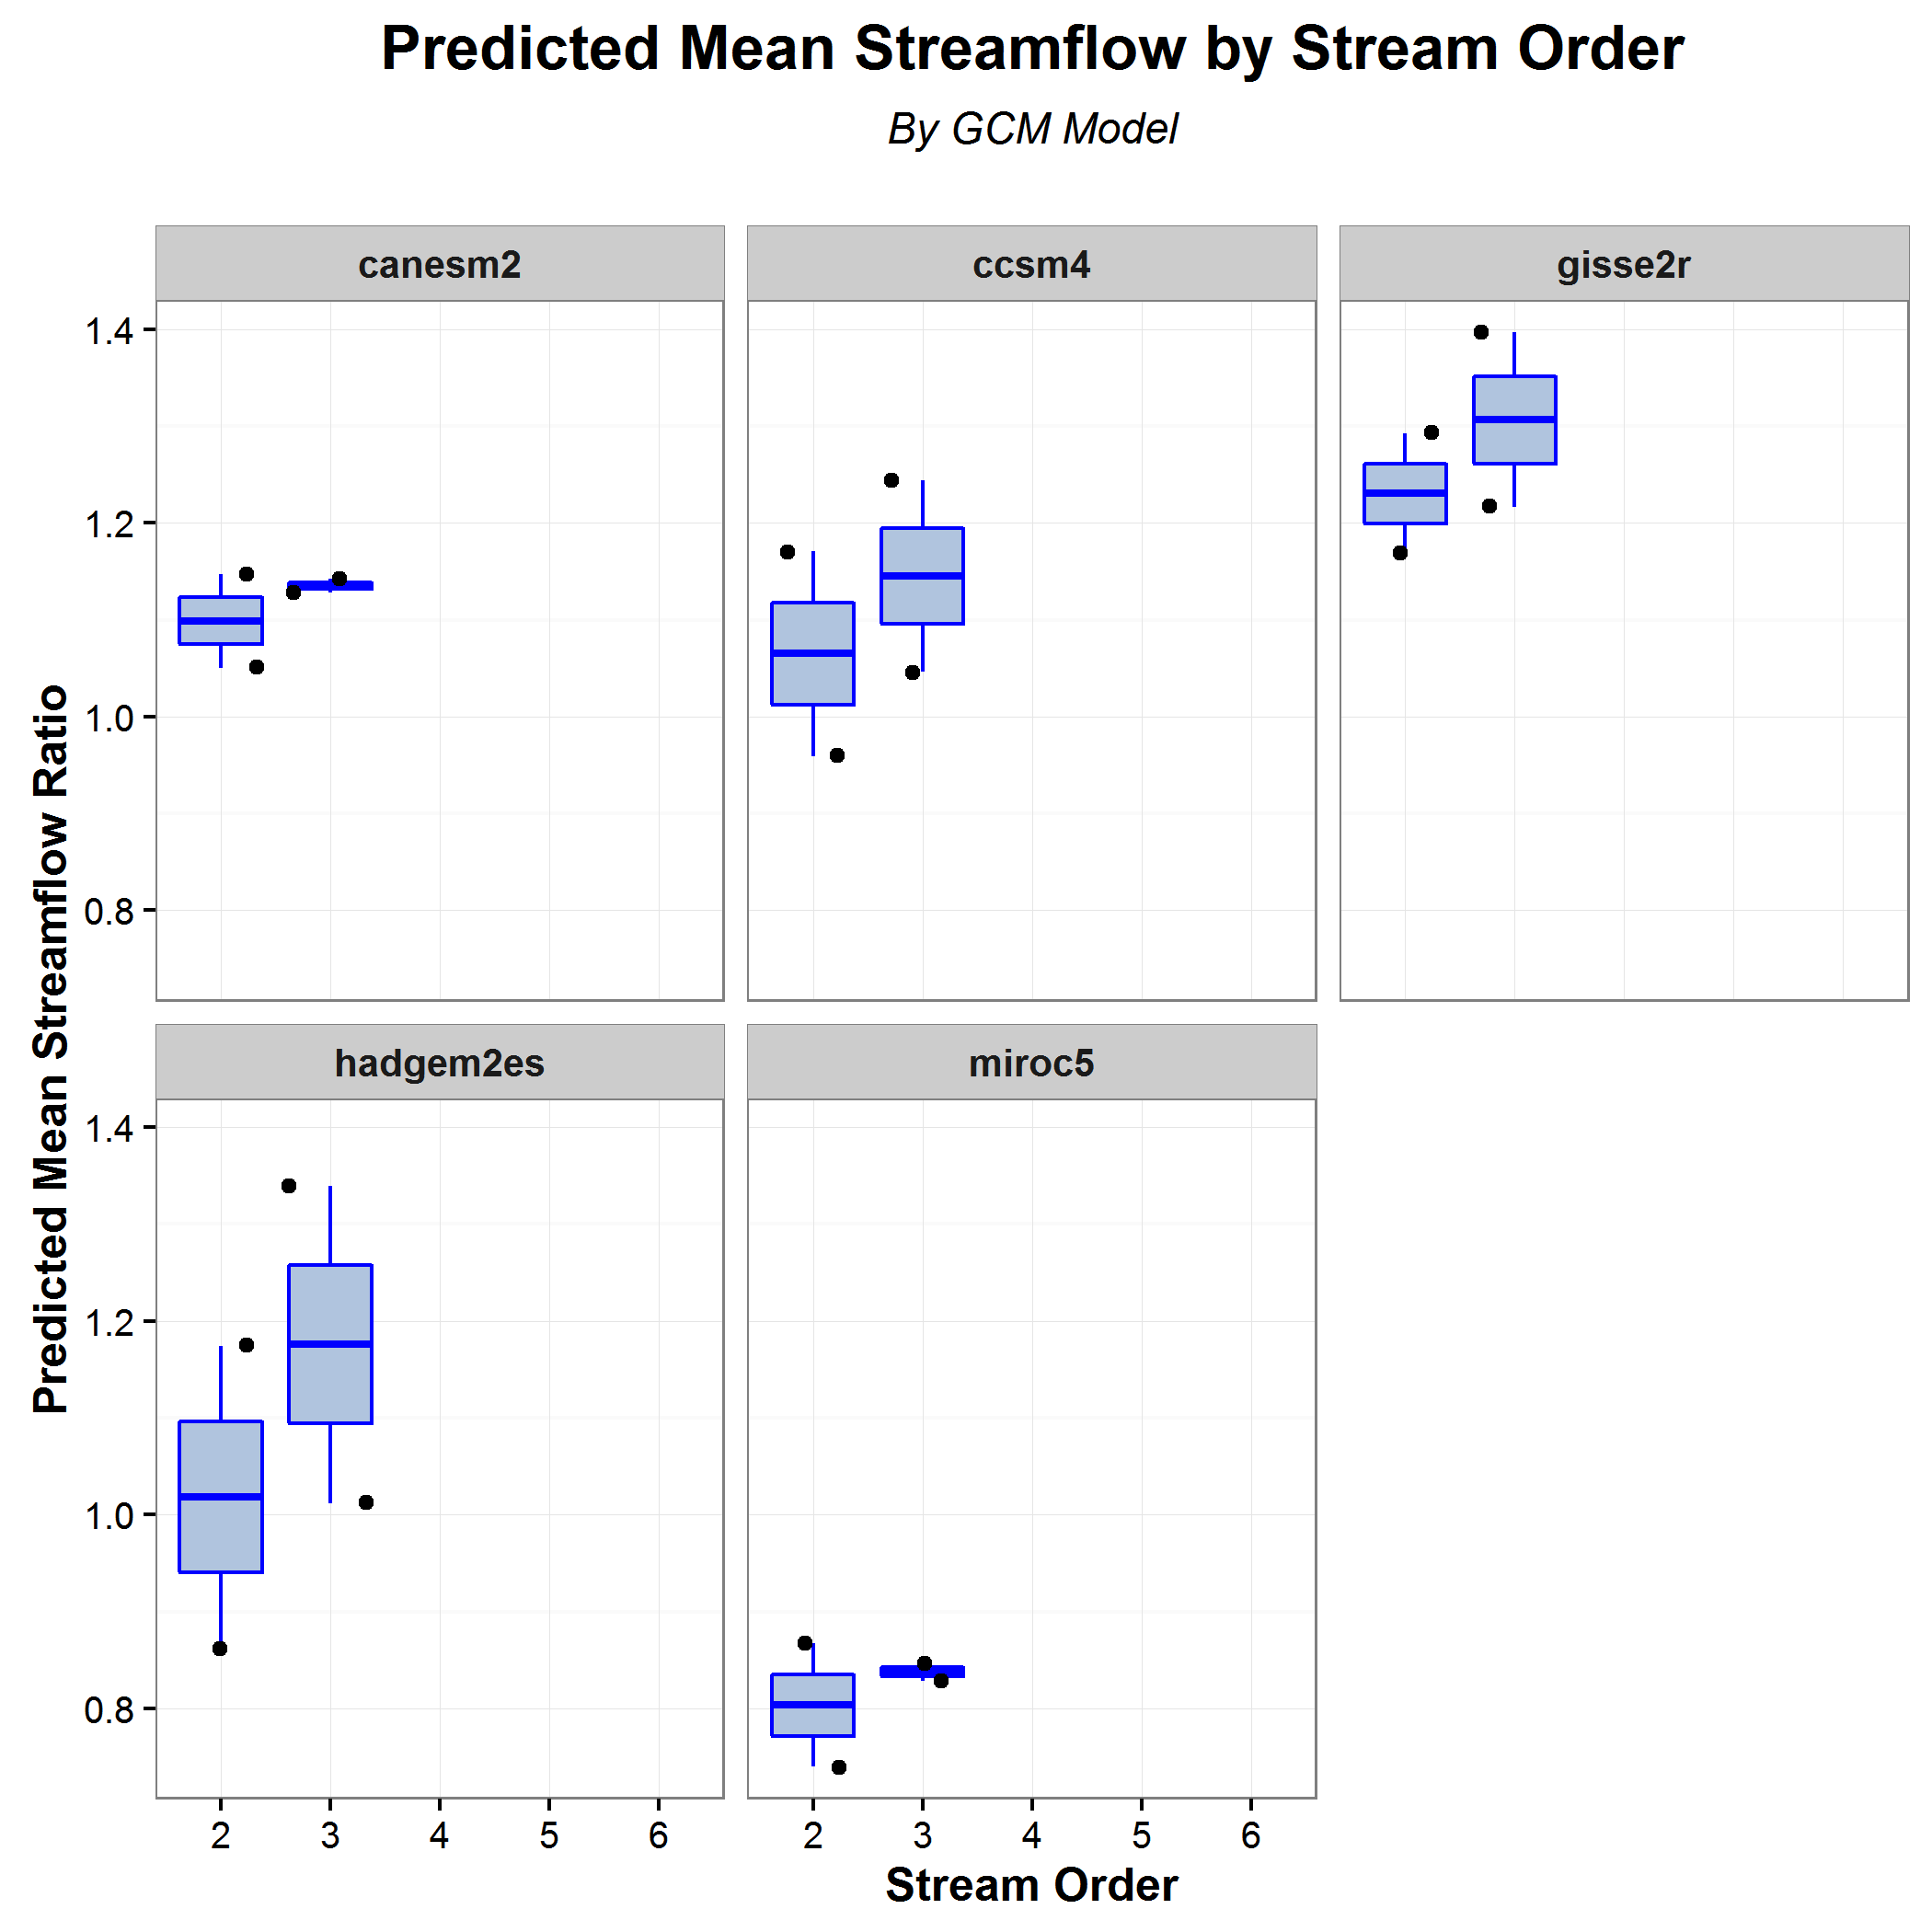 Predicted Mean Streamflow by Stream Order
By GCM Model
canesm2
ccsm4
gisse2r
1.4
1.2
1.0
0.8
Predicted Mean Streamflow Ratio
hadgem2es
miroc5
1.4
1.2
1.0
0.8
2 3 4 5 6
2 3 4 5 6
Stream Order